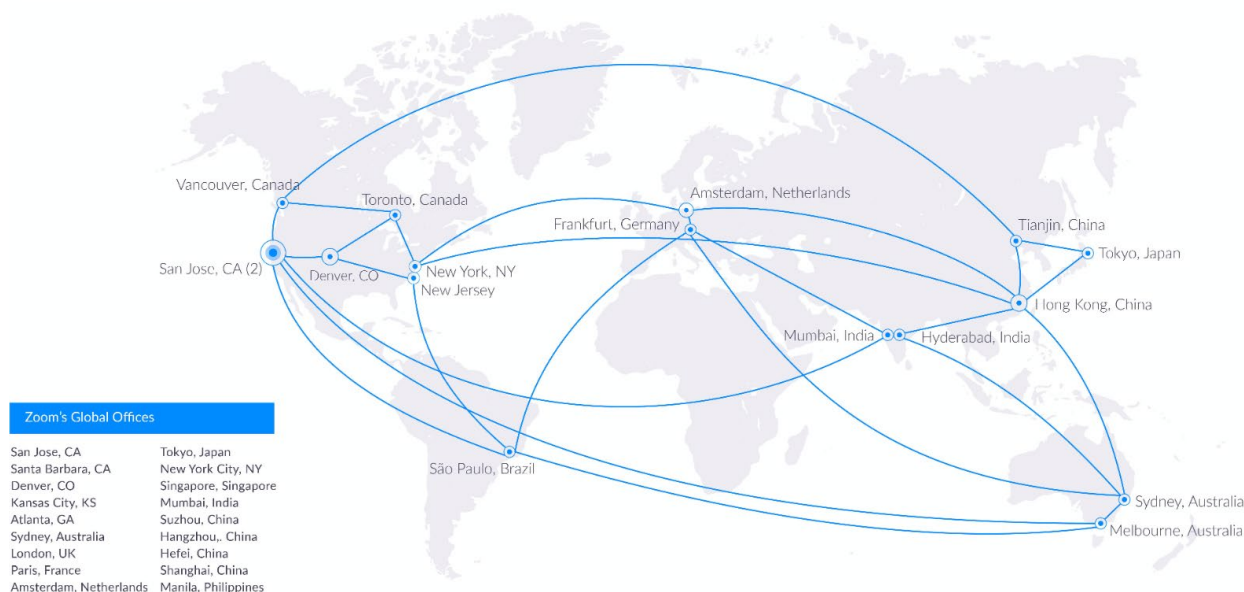 Vancouver, Canada
Toronto, Canada
Amsterdam, Netherlands
Frankfurt, Germany
Tianjin, China
Tokyo, Japan
San Jose, CA (2)
Denver, CO
New York, NY
New Jersey
Hong Kong, China
Mumbai, India
Hyderabad, India
São Paulo, Brazil
Sydney, Australia
Melbourne, Australia
Zoom's Global Offices
San Jose, CA
Santa Barbara, CA
Denver, CO
Kansas City, KS
Atlanta, GA
Sydney, Australia
London, UK
Paris, France
Amsterdam, Netherlands
Tokyo, Japan
New York City, NY
Singapore, Singapore
Mumbai, India
Suzhou, China
Hangzhou,. China
Hefei, China
Shanghai, China
Manila, Philippines